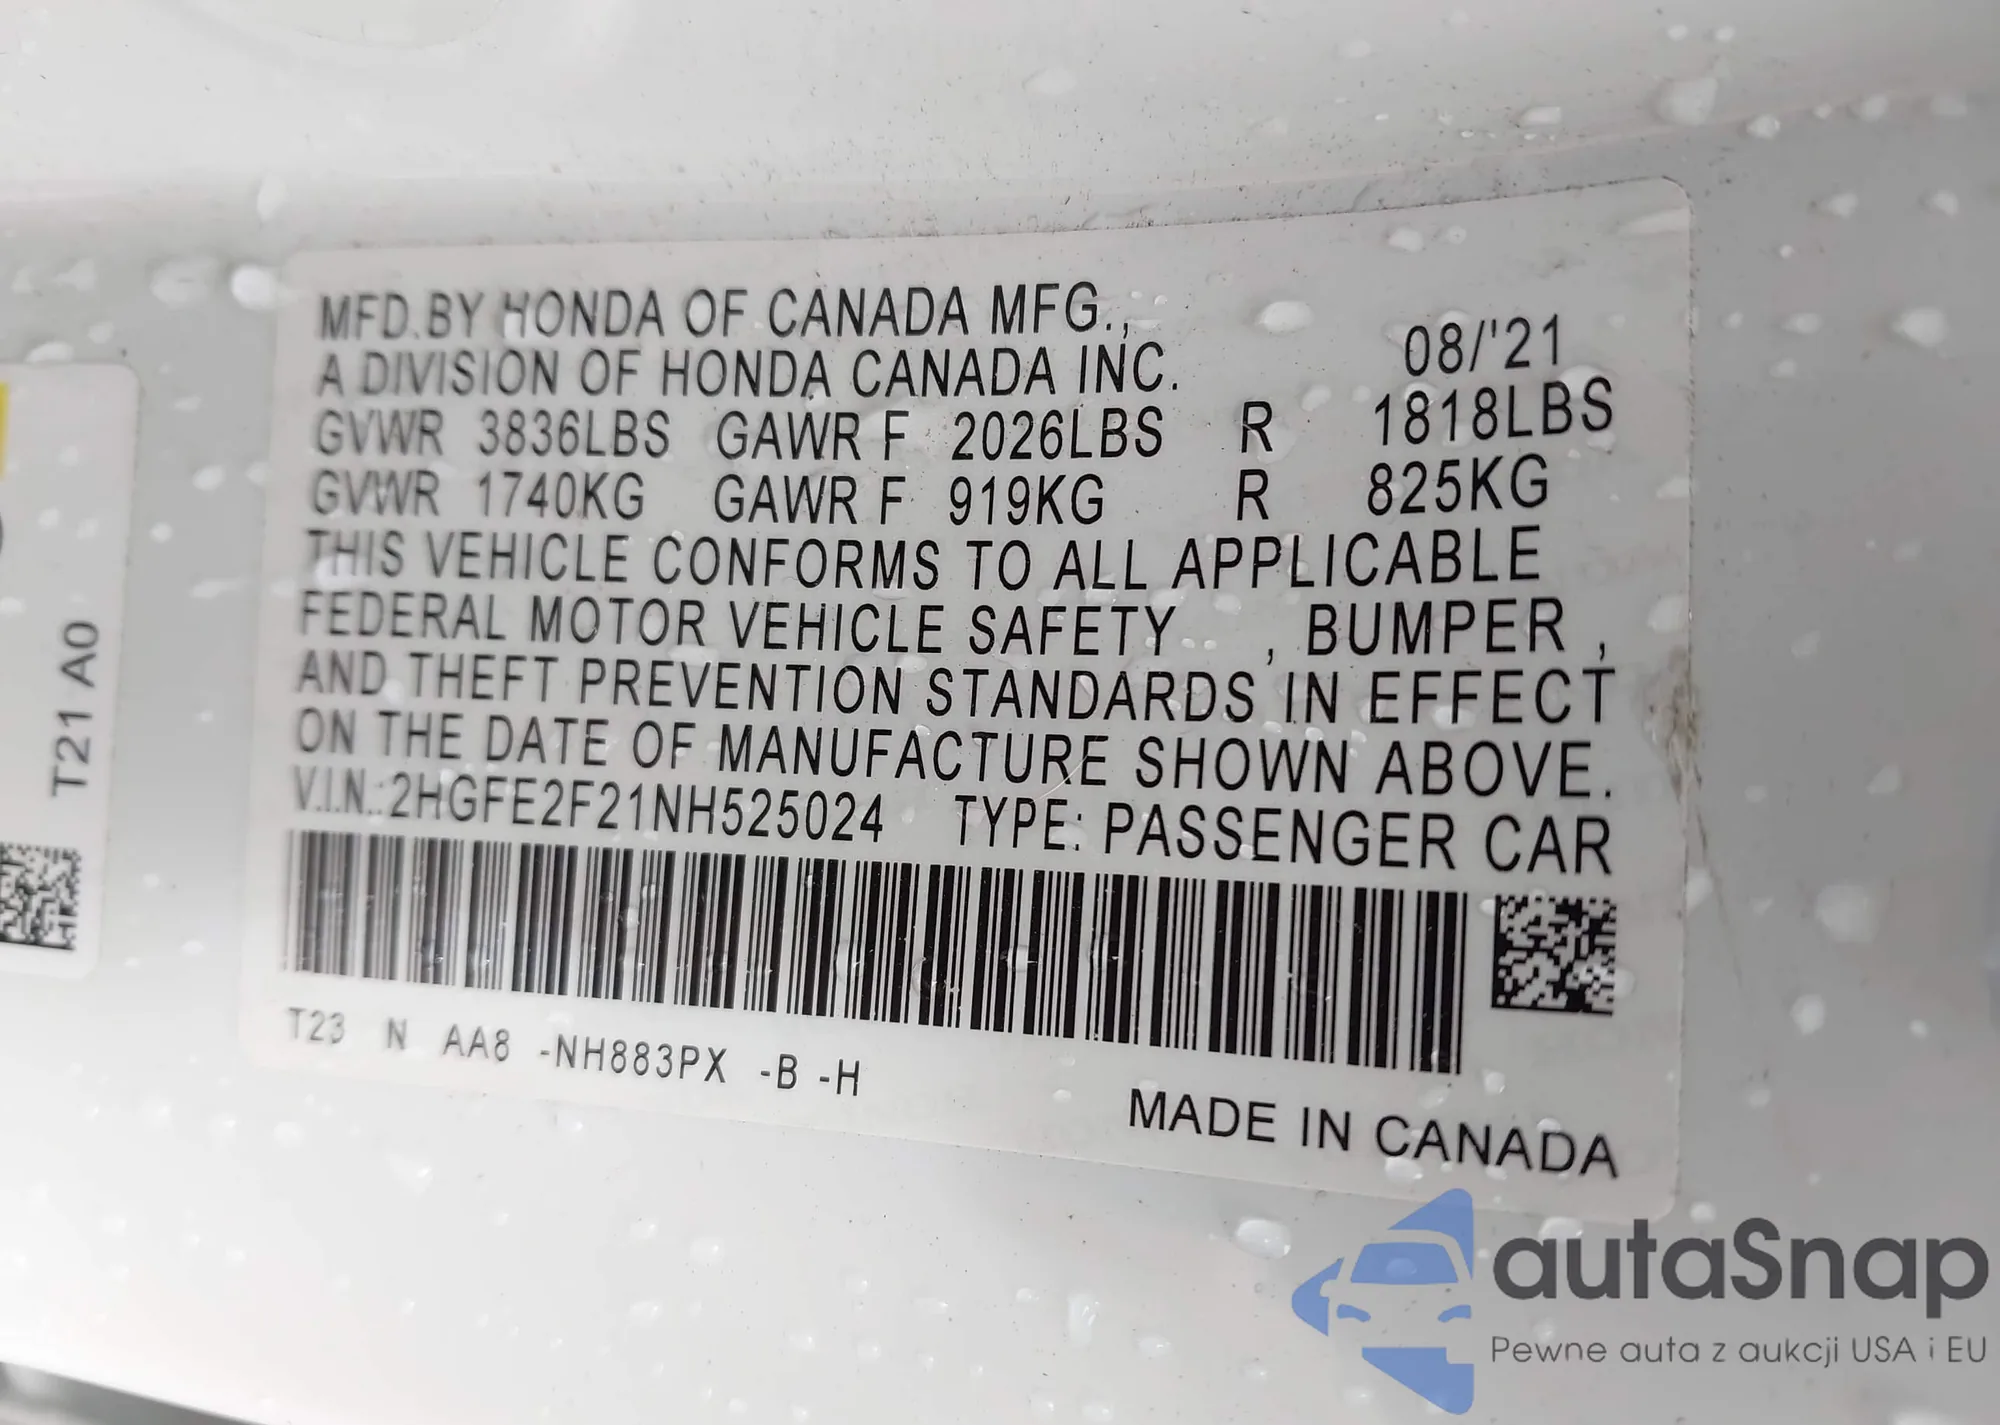 MFD.BY HONDA OF CANADA MFG., 08/'21
A DIVISION OF HONDA CANADA INC.
GVWR 3836LBS GAWR F 2026LBS R 1818LBS
GVWR 1740KG GAWR F 919KG R 825KG
THIS VEHICLE CONFORMS TO ALL APPLICABLE
FEDERAL MOTOR VEHICLE SAFETY , BUMPER ,
AND THEFT PREVENTION STANDARDS IN EFFECT
ON THE DATE OF MANUFACTURE SHOWN ABOVE.
V.I.N.:2HGFE2F21NH525024 TYPE: PASSENGER CAR
T23 N AA8 -NH883PX -B -H
MADE IN CANADA
T21 A0
autaSnap
Pewne auta z aukcji USA i EU